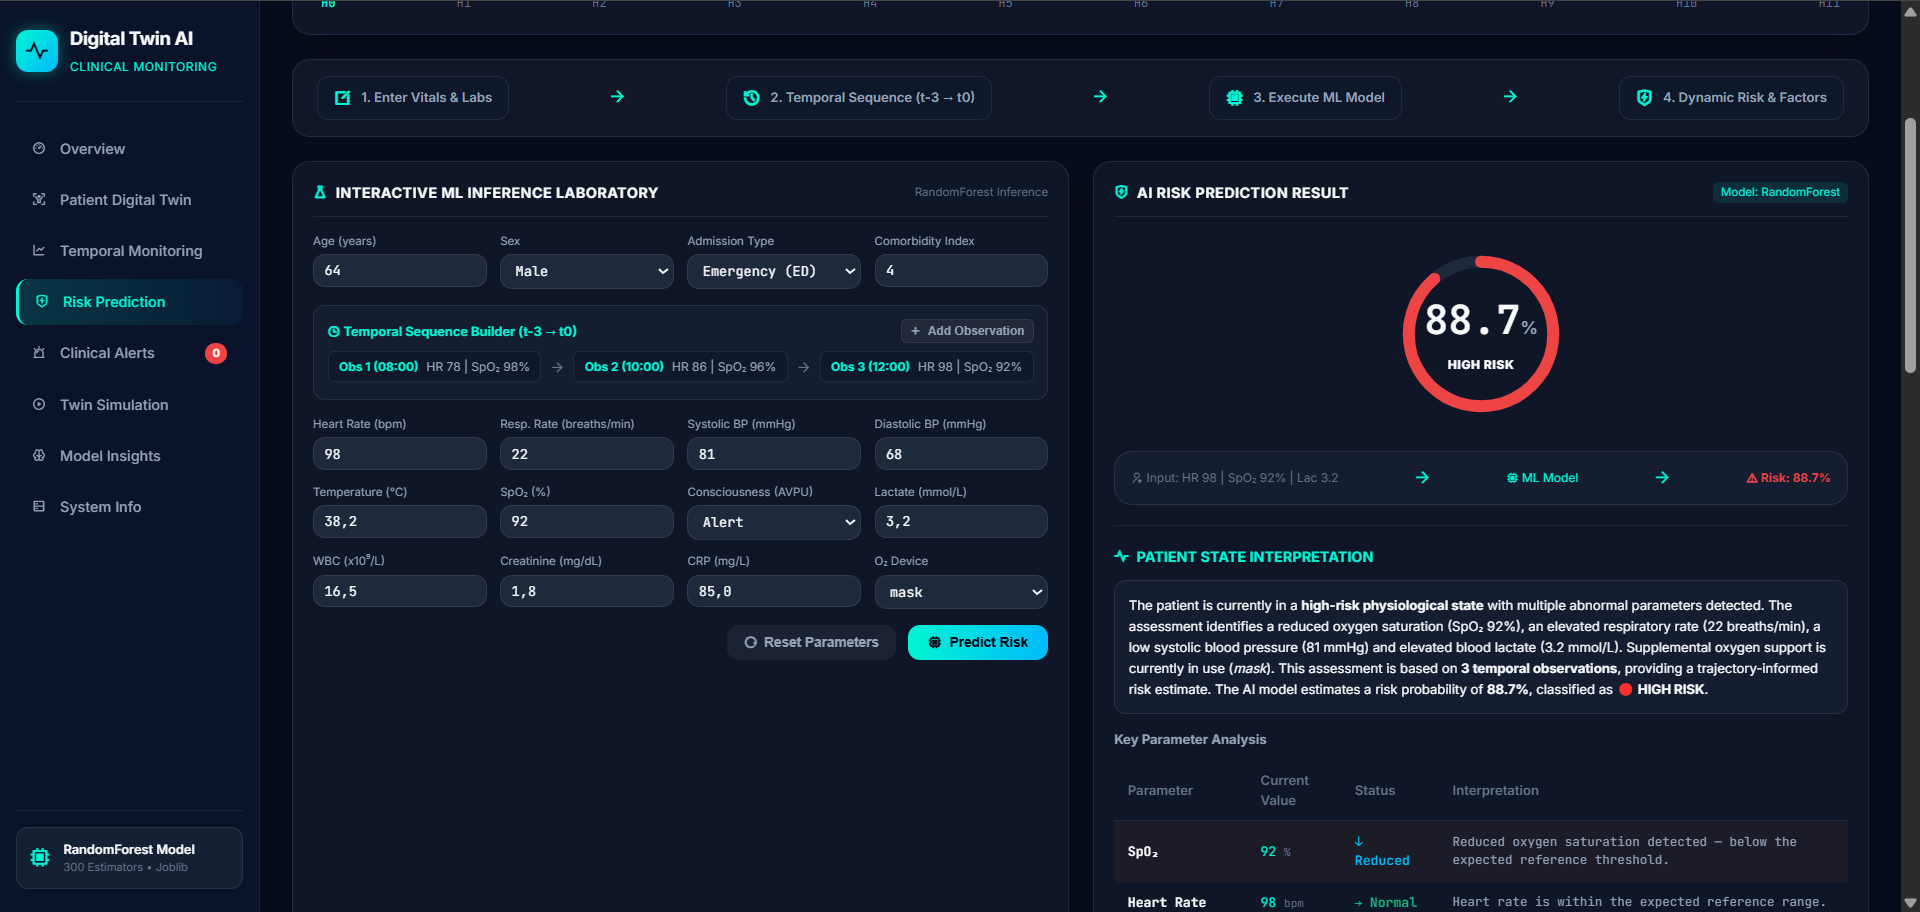 Digital Twin AI
CLINICAL MONITORING
Overview
Patient Digital Twin
Temporal Monitoring
Risk Prediction
Clinical Alerts 0
Twin Simulation
Model Insights
System Info
RandomForest Model
300 Estimators • Joblib
H0 H1 H2 H3 H4 H5 H6 H7 H8 H9 H10 H11
1. Enter Vitals & Labs → 2. Temporal Sequence (t-3 → t0) → 3. Execute ML Model → 4. Dynamic Risk & Factors
INTERACTIVE ML INFERENCE LABORATORY RandomForest Inference
Age (years) Sex Admission Type Comorbidity Index
64 Male Emergency (ED) 4
Temporal Sequence Builder (t-3 → t0) + Add Observation
Obs 1 (08:00) HR 78 | SpO₂ 98% → Obs 2 (10:00) HR 86 | SpO₂ 96% → Obs 3 (12:00) HR 98 | SpO₂ 92%
Heart Rate (bpm) Resp. Rate (breaths/min) Systolic BP (mmHg) Diastolic BP (mmHg)
98 22 81 68
Temperature (°C) SpO₂ (%) Consciousness (AVPU) Lactate (mmol/L)
38,2 92 Alert 3,2
WBC (x10⁹/L) Creatinine (mg/dL) CRP (mg/L) O₂ Device
16,5 1,8 85,0 mask
Reset Parameters Predict Risk
AI RISK PREDICTION RESULT Model: RandomForest
88.7%
HIGH RISK
Input: HR 98 | SpO₂ 92% | Lac 3.2 → ML Model → Risk: 88.7%
PATIENT STATE INTERPRETATION
The patient is currently in a high-risk physiological state with multiple abnormal parameters detected. The
assessment identifies a reduced oxygen saturation (SpO₂ 92%), an elevated respiratory rate (22 breaths/min), a
low systolic blood pressure (81 mmHg) and elevated blood lactate (3.2 mmol/L). Supplemental oxygen support is
currently in use (mask). This assessment is based on 3 temporal observations, providing a trajectory-informed
risk estimate. The AI model estimates a risk probability of 88.7%, classified as 🔴 HIGH RISK.
Key Parameter Analysis
Parameter Current Value Status Interpretation
SpO₂ 92 % ↓ Reduced Reduced oxygen saturation detected — below the
expected reference threshold.
Heart Rate 98 bpm → Normal Heart rate is within the expected reference range.